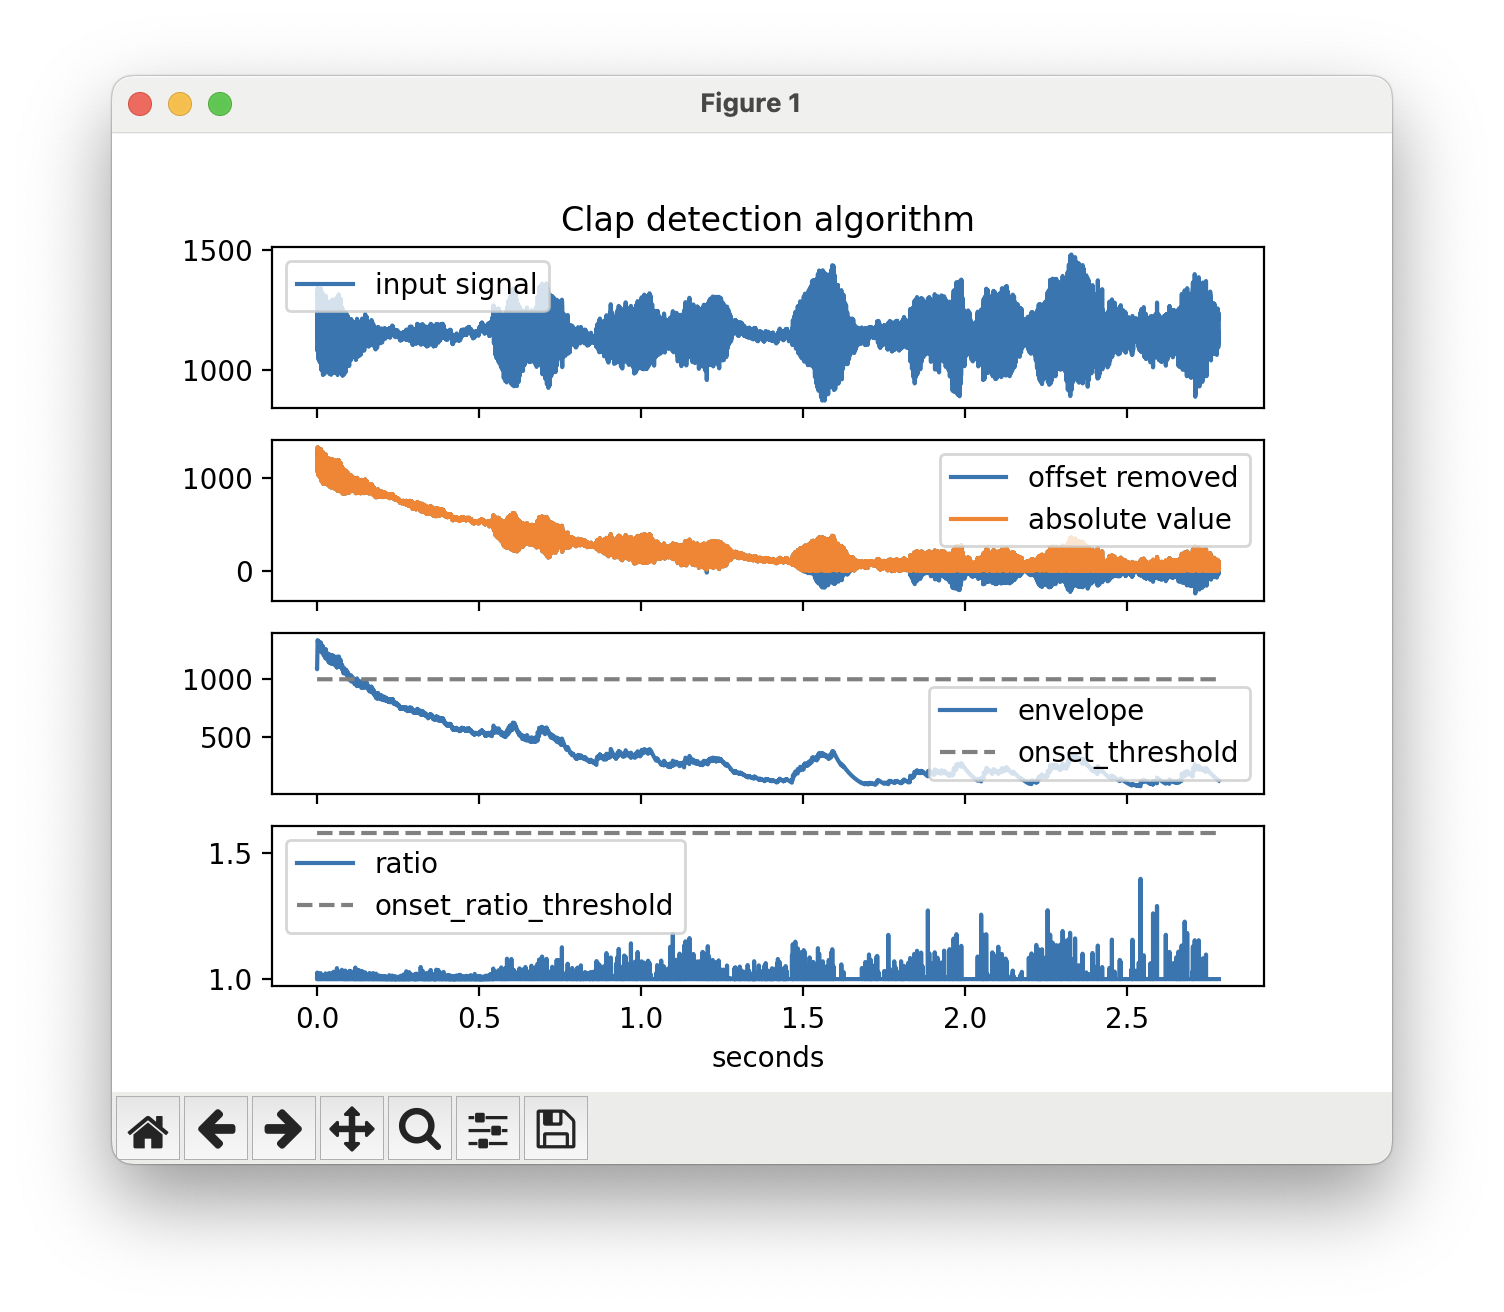 Figure 1
Clap detection algorithm
1500
1000
input signal
1000
0
offset removed
absolute value
1000
500
envelope
onset_threshold
1.5
1.0
ratio
onset_ratio_threshold
0.0 0.5 1.0 1.5 2.0 2.5
seconds